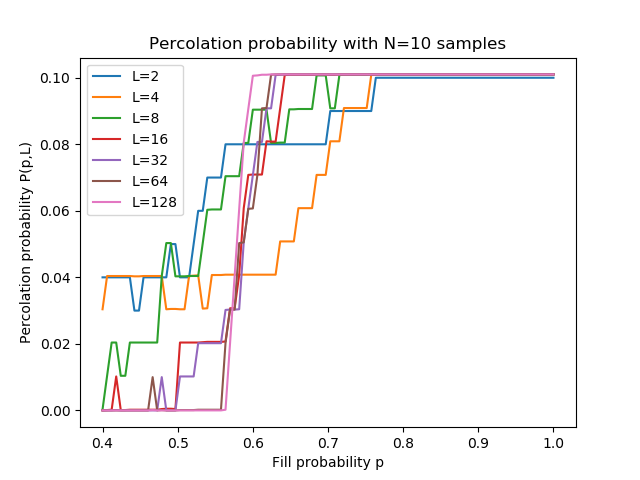 Percolation probability with N=10 samples
Percolation probability P(p,L)
0.10
0.08
0.06
0.04
0.02
0.00
L=2
L=4
L=8
L=16
L=32
L=64
L=128
0.4 0.5 0.6 0.7 0.8 0.9 1.0
Fill probability p